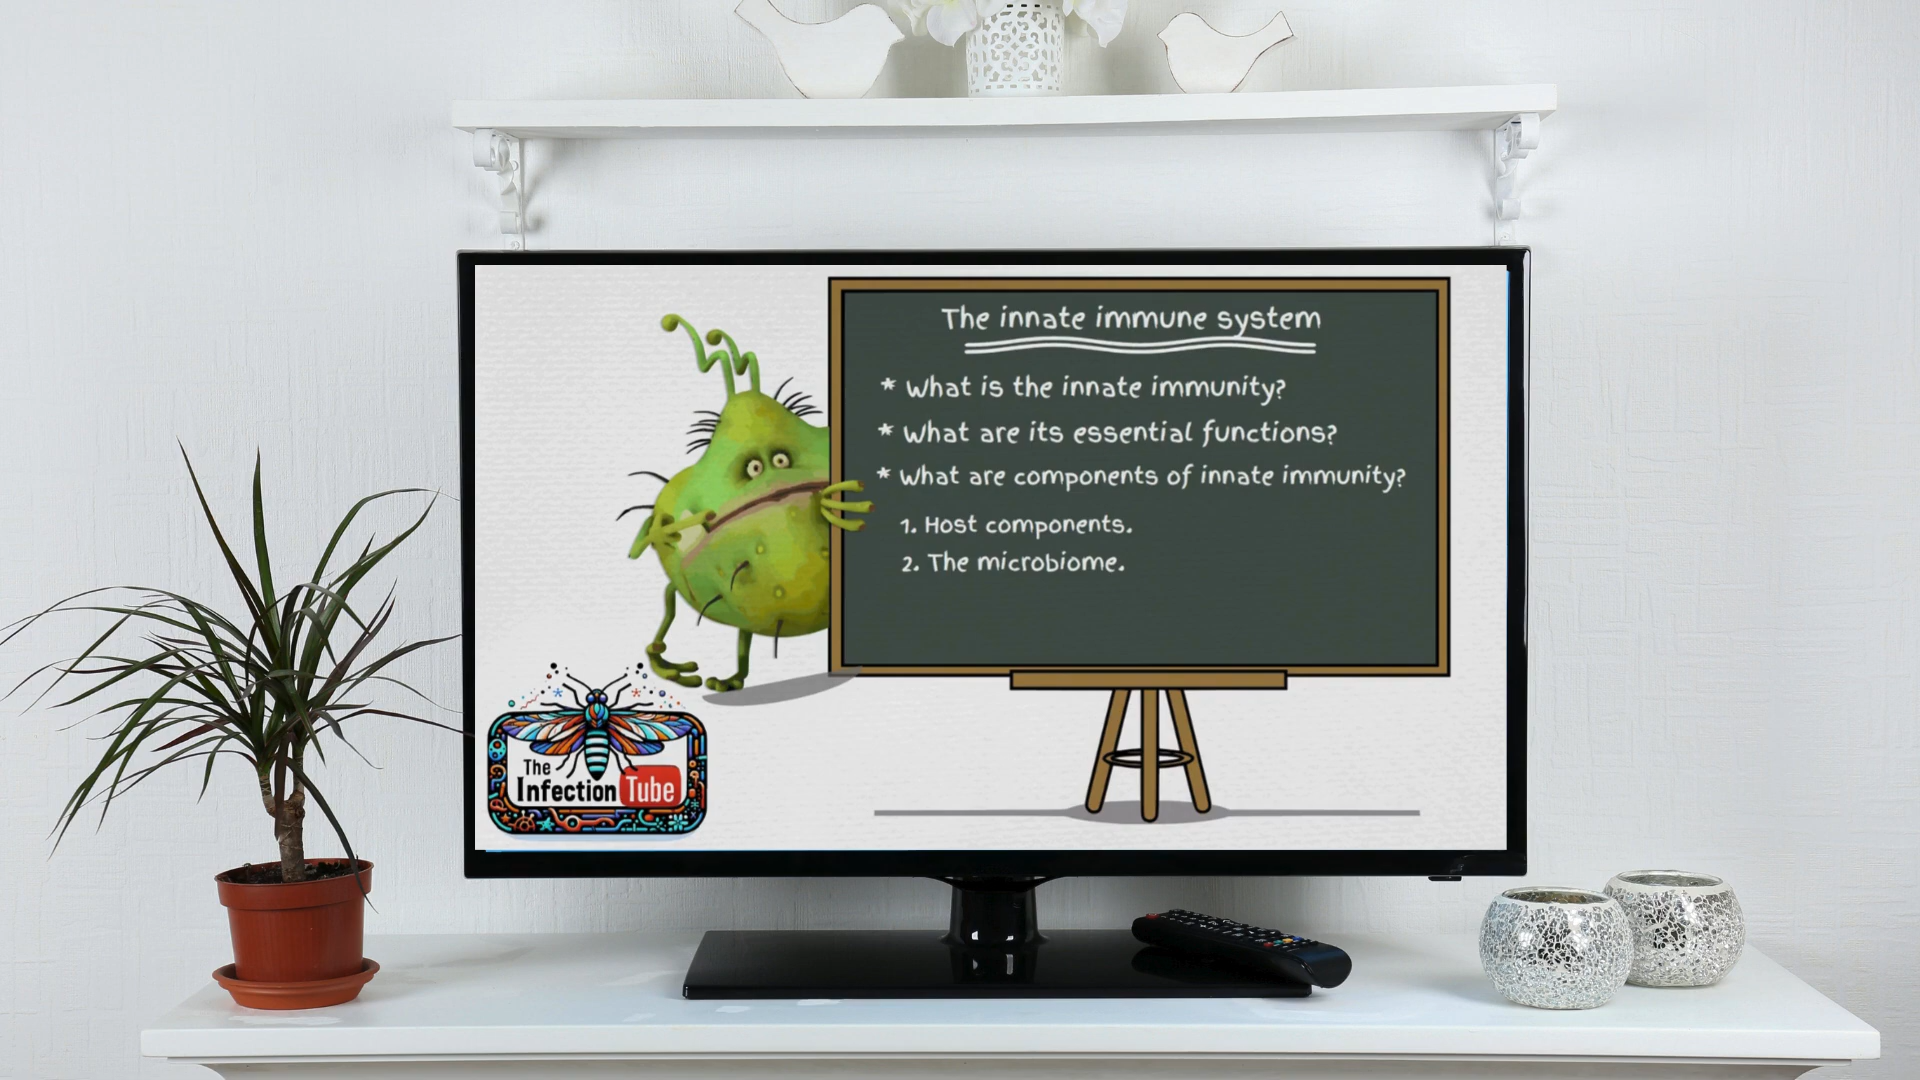 The innate immune system
* What is the innate immunity?
* What are its essential functions?
* What are components of innate immunity?
1. Host components.
2. The microbiome.
The
Infection Tube